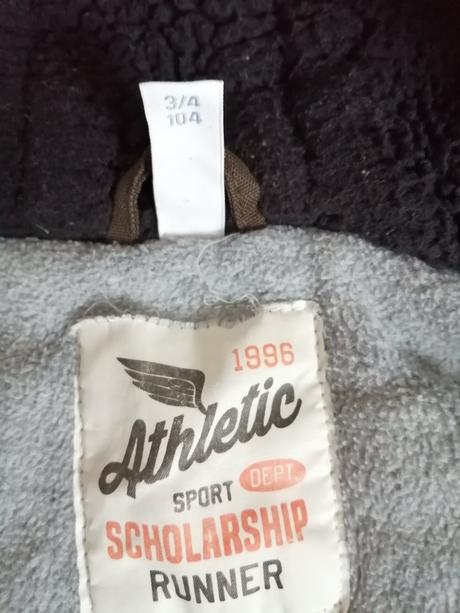 3/4
104
1996
Athletic
SPORT DEPT.
SCHOLARSHIP
RUNNER